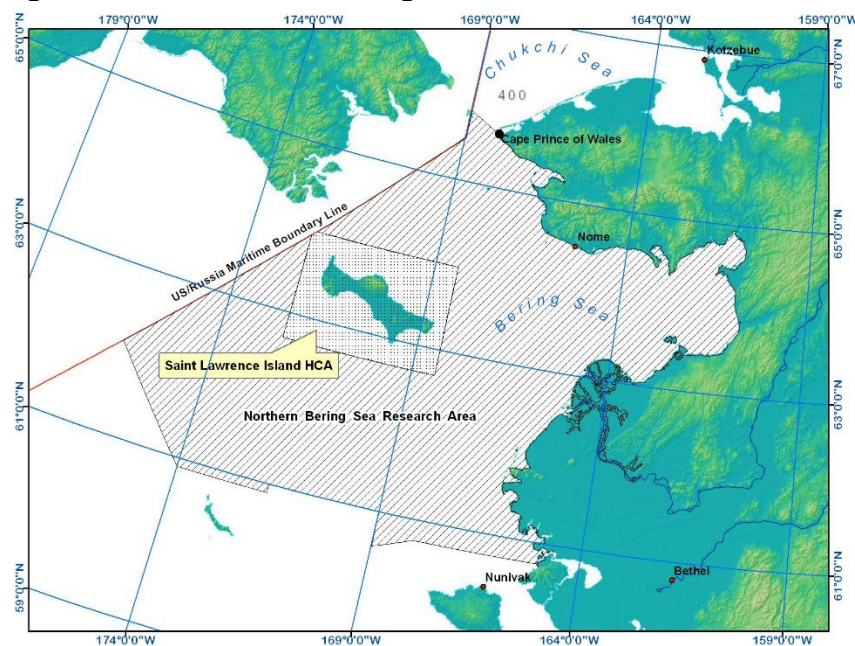 179°0'0"W
174°0'0"W
169°0'0"W
164°0'0"W
159°0'0"W
65°0'0"N
67°0'0"N
Kotzebue
Chukchi Sea
400
Cape Prince of Wales
63°0'0"N
US/Russia Maritime Boundary Line
Nome
65°0'0"N
Bering Sea
Saint Lawrence Island HCA
61°0'0"N
Northern Bering Sea Research Area
63°0'0"N
59°0'0"N
Nunivak
Bethel
61°0'0"N
174°0'0"W
169°0'0"W
164°0'0"W
159°0'0"W